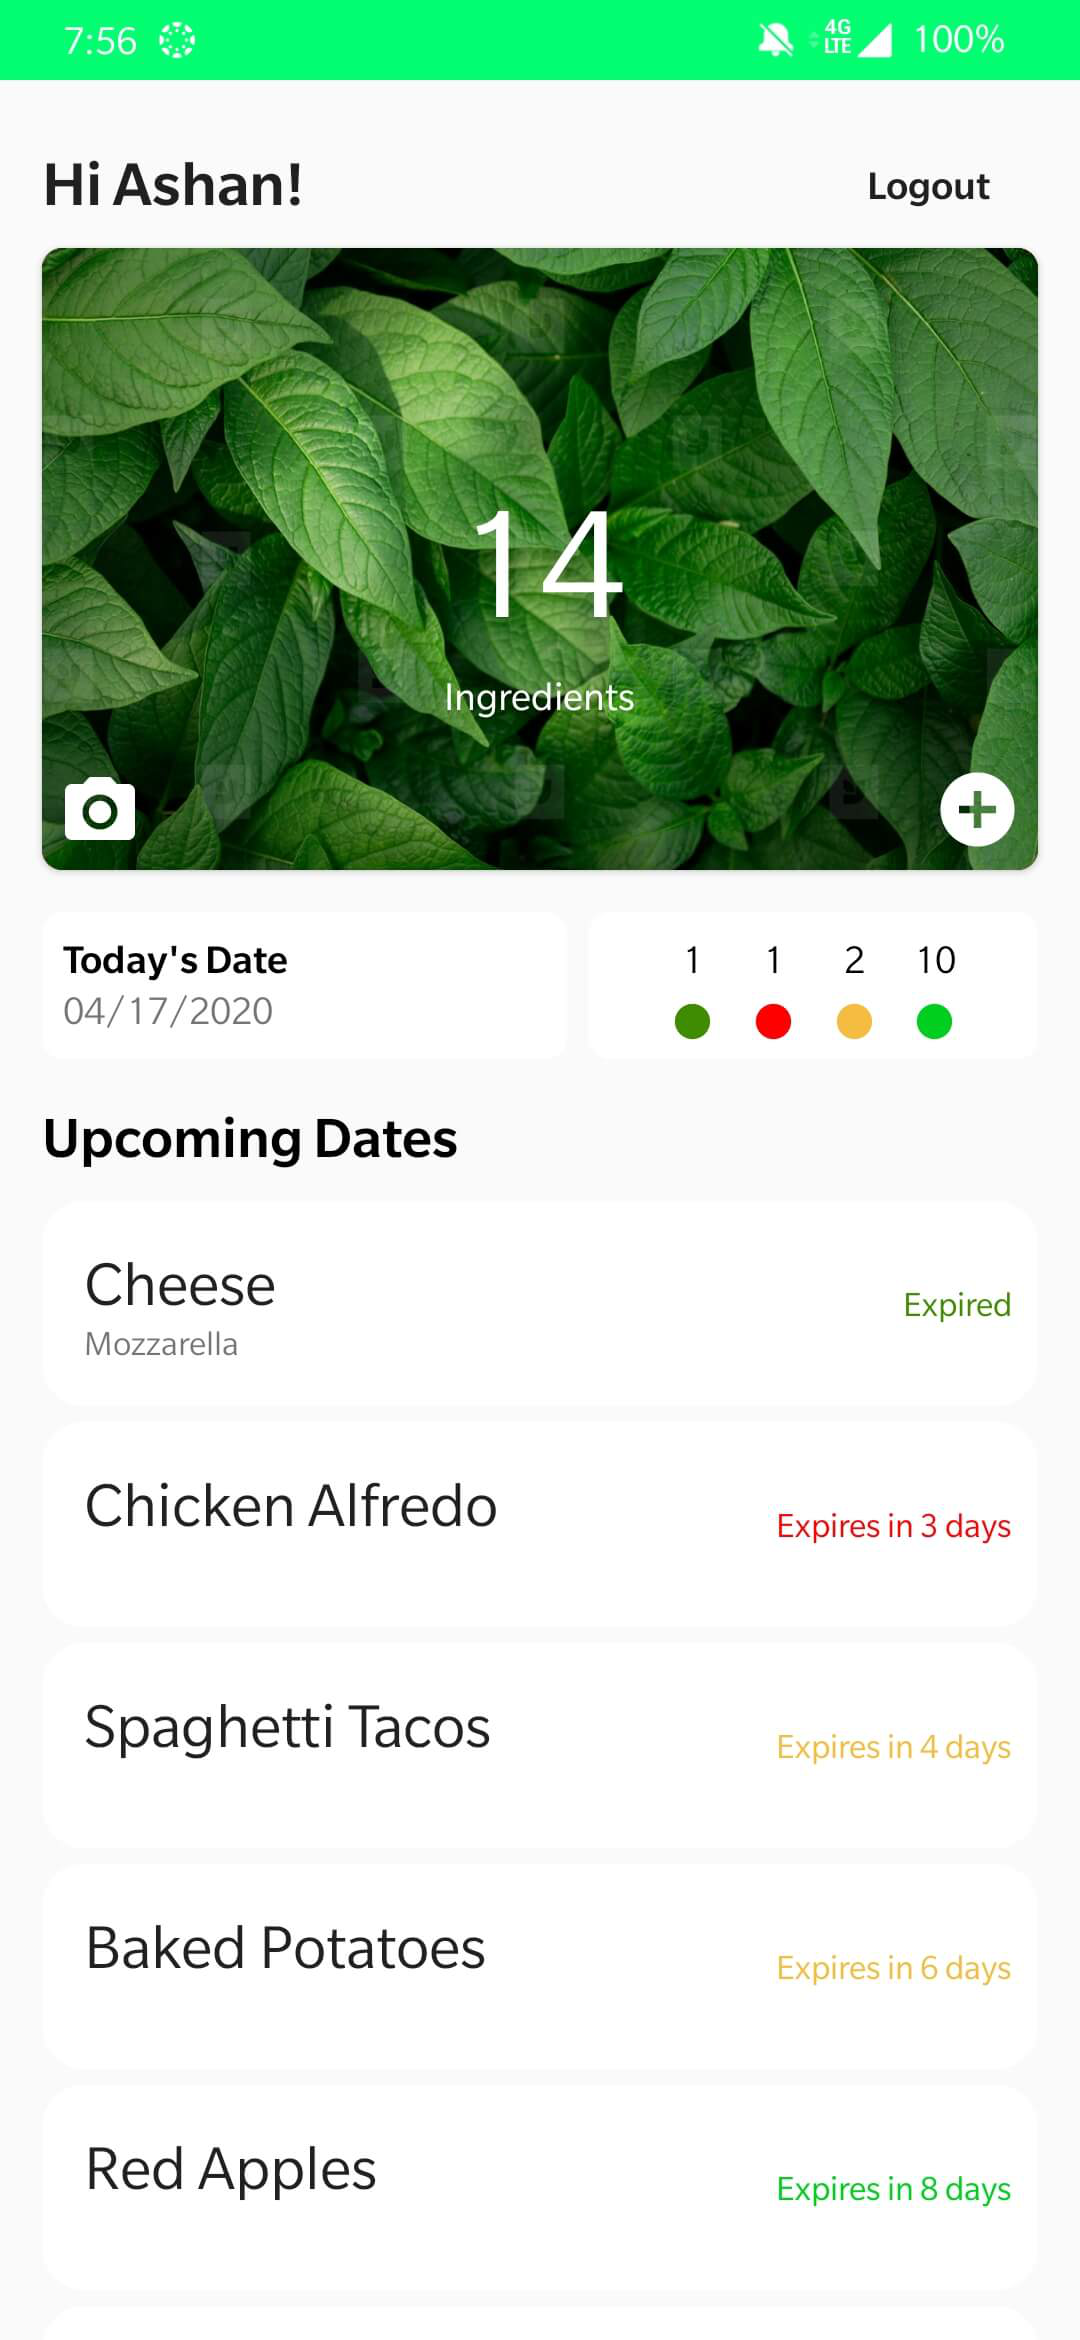 7:56
4G
LTE
100%
Hi Ashan!
Logout
14
Ingredients
Today's Date
04/17/2020
1 1 2 10
Upcoming Dates
Cheese
Mozzarella
Expired
Chicken Alfredo
Expires in 3 days
Spaghetti Tacos
Expires in 4 days
Baked Potatoes
Expires in 6 days
Red Apples
Expires in 8 days